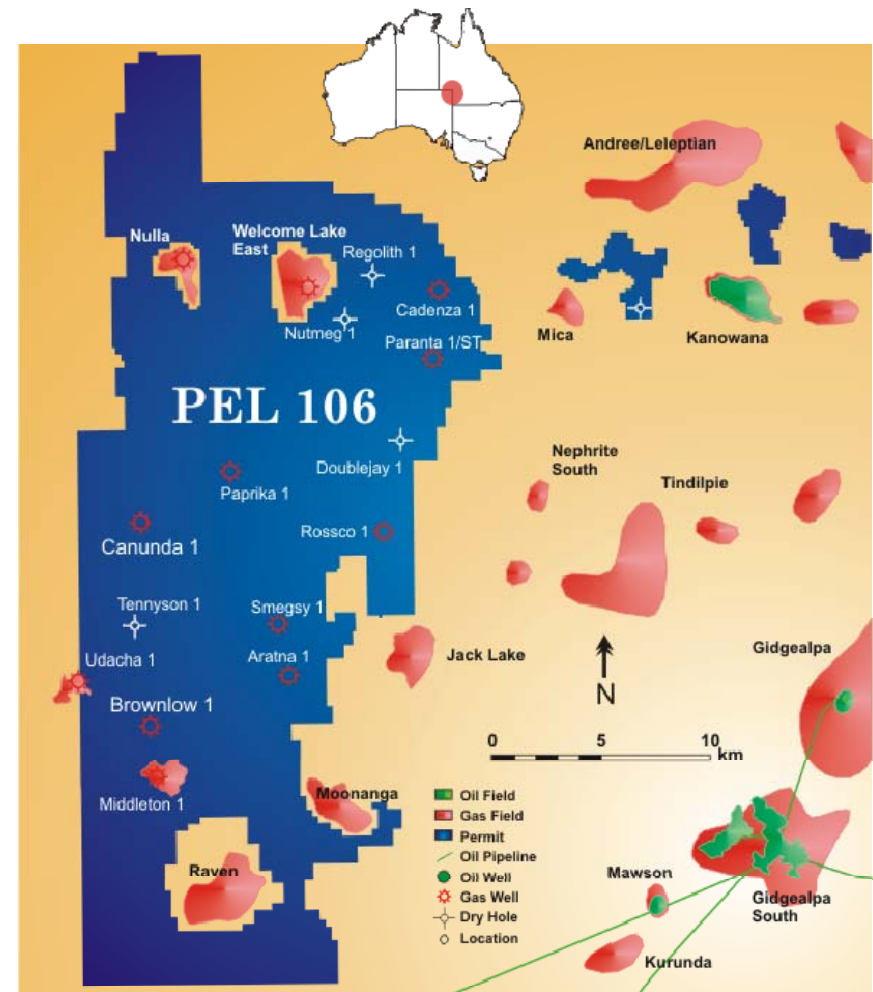 Andree/Leleptian
Nulla
Welcome Lake
East
Regolith 1
Cadenza 1
Nutmeg 1
Paranta 1/ST
Mica
Kanowana
PEL 106
Doublejay 1
Nephrite
South
Tindilpie
Paprika 1
Canunda 1
Rossco 1
Tennyson 1
Smegsy 1
Udacha 1
Aratna 1
Jack Lake
Gidgealpa
N
Brownlow 1
0 5 10
km
Middleton 1
Moonanga
Oil Field
Gas Field
Permit
Oil Pipeline
Oil Well
Gas Well
Dry Hole
Location
Raven
Mawson
Gidgealpa
South
Kurunda